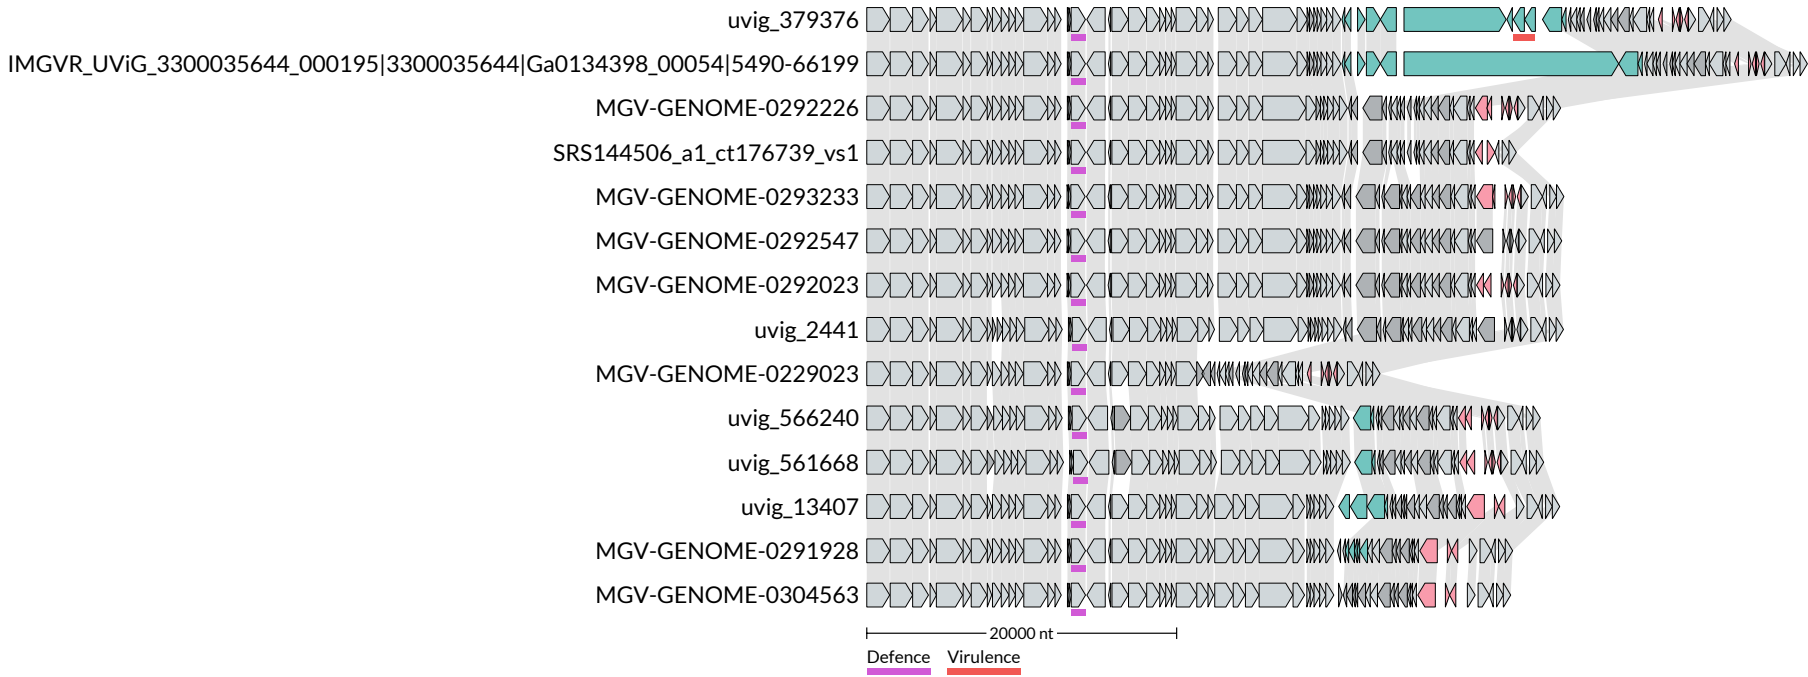 uvig_379376
IMGVR_UViG_3300035644_000195|3300035644|Ga0134398_00054|5490-66199
MGV-GENOME-0292226
SRS144506_a1_ct176739_vs1
MGV-GENOME-0293233
MGV-GENOME-0292547
MGV-GENOME-0292023
uvig_2441
MGV-GENOME-0229023
uvig_566240
uvig_561668
uvig_13407
MGV-GENOME-0291928
MGV-GENOME-0304563
20000 nt
Defence Virulence